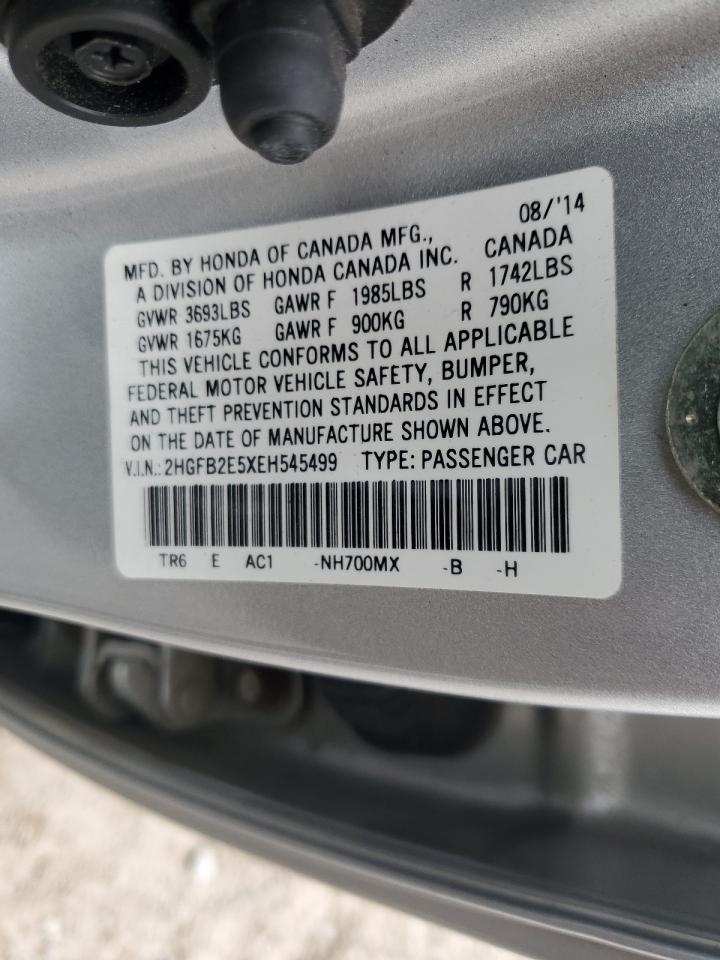 08/'14
MFD. BY HONDA OF CANADA MFG., CANADA
A DIVISION OF HONDA CANADA INC.
GVWR 3693LBS GAWR F 1985LBS R 1742LBS
GVWR 1675KG GAWR F 900KG R 790KG
THIS VEHICLE CONFORMS TO ALL APPLICABLE
FEDERAL MOTOR VEHICLE SAFETY, BUMPER,
AND THEFT PREVENTION STANDARDS IN EFFECT
ON THE DATE OF MANUFACTURE SHOWN ABOVE.
V.I.N.: 2HGFB2E5XEH545499 TYPE: PASSENGER CAR
TR6 E AC1 -NH700MX -B -H